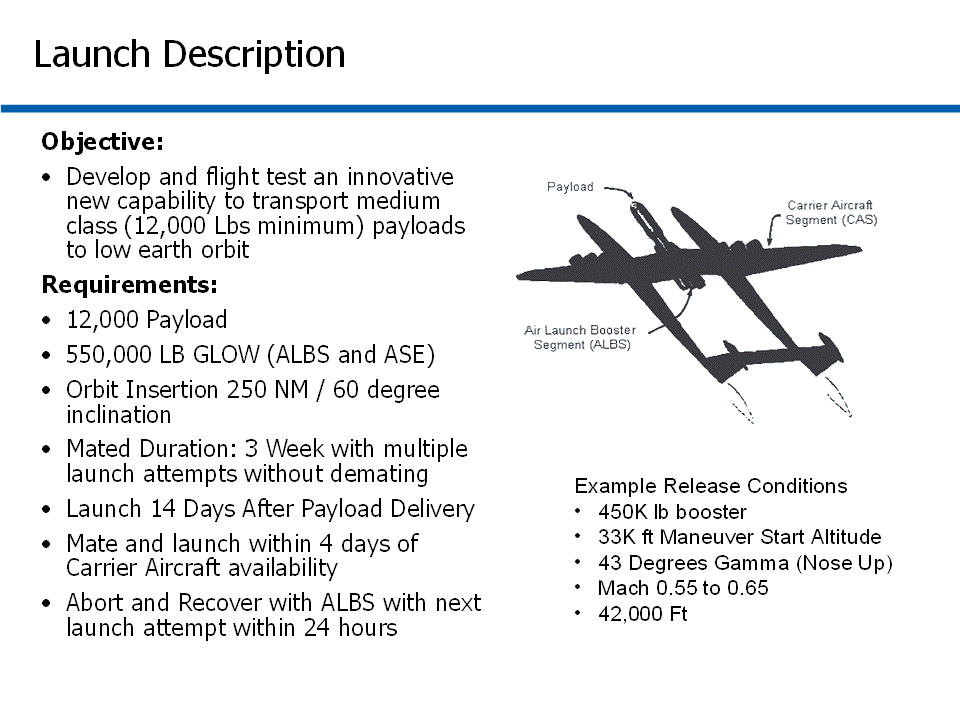 Launch Description
Objective:
• Develop and flight test an innovative
new capability to transport medium
class (12,000 Lbs minimum) payloads
to low earth orbit
Requirements:
• 12,000 Payload
• 550,000 LB GLOW (ALBS and ASE)
• Orbit Insertion 250 NM / 60 degree
inclination
• Mated Duration: 3 Week with multiple
launch attempts without demating
• Launch 14 Days After Payload Delivery
• Mate and launch within 4 days of
Carrier Aircraft availability
• Abort and Recover with ALBS with next
launch attempt within 24 hours
Payload
Carrier Aircraft
Segment (CAS)
Air Launch Booster
Segment (ALBS)
Example Release Conditions
• 450K lb booster
• 33K ft Maneuver Start Altitude
• 43 Degrees Gamma (Nose Up)
• Mach 0.55 to 0.65
• 42,000 Ft